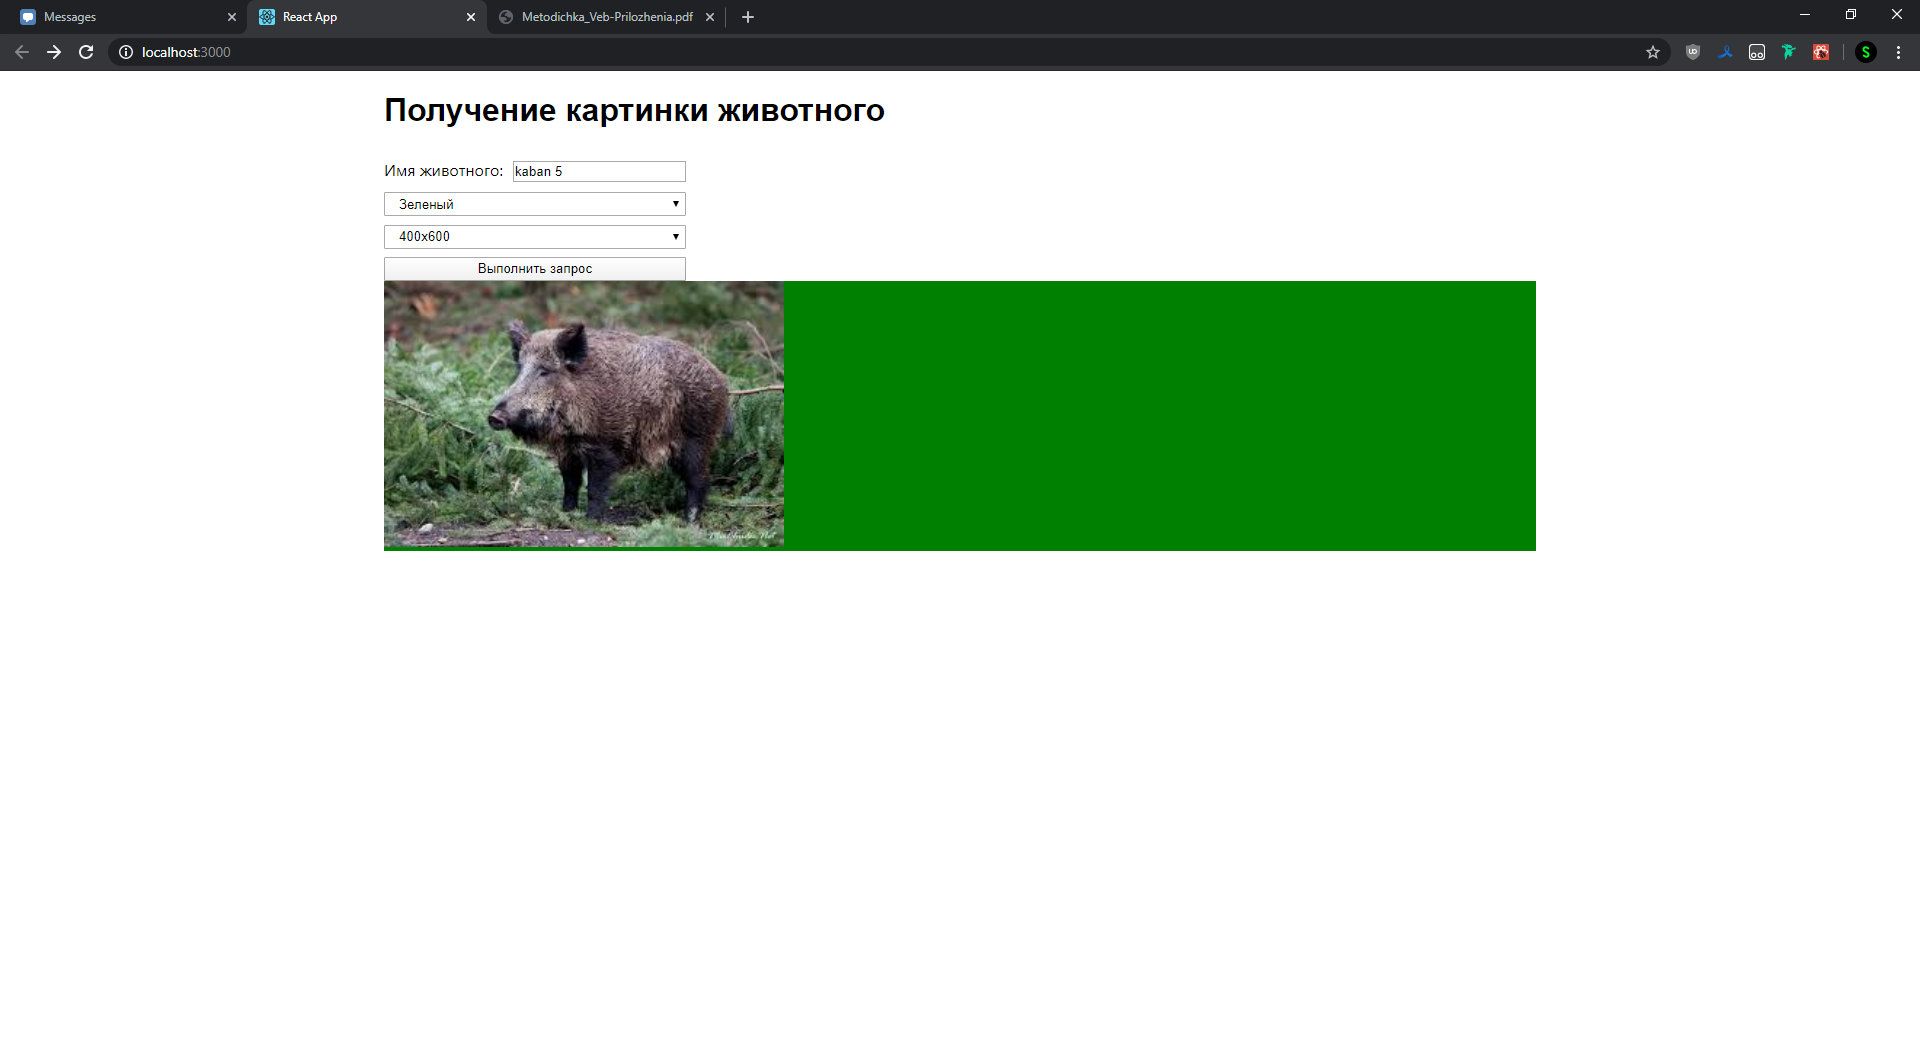 Messages
React App
Metodichka_Veb-Prilozhenia.pdf
localhost:3000
S
Получение картинки животного
Имя животного: kaban 5
Зеленый
400x600
Выполнить запрос